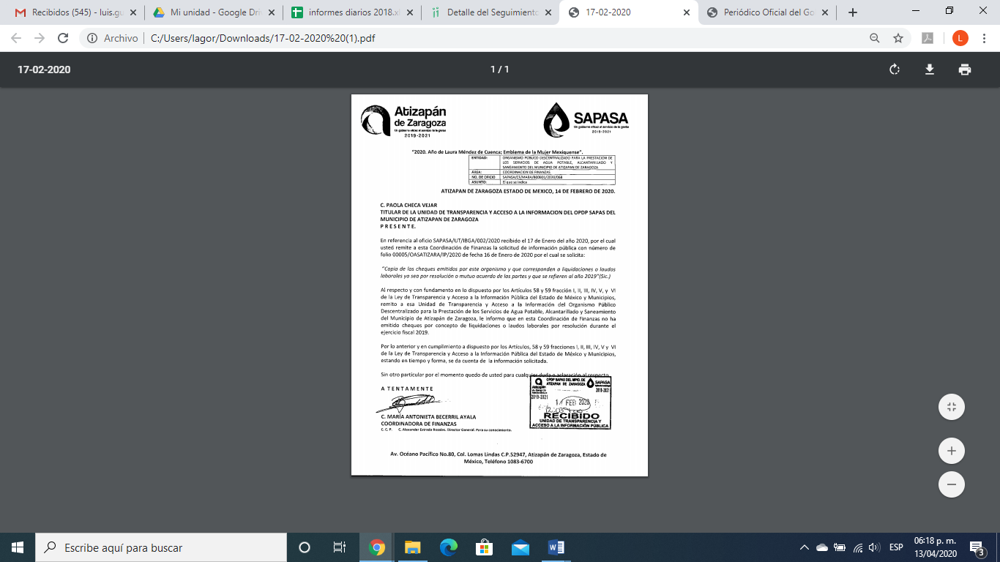 Recibidos (545) - luis.gu
Mi unidad - Google Dri
informes diarios 2018.xl
Detalle del Seguimiento
17-02-2020
Periódico Oficial del Go
Archivo
C:/Users/lagor/Downloads/17-02-2020%20(1).pdf
L
17-02-2020
1 / 1
Atizapán
de Zaragoza
Un gobierno eficaz al servicio de la gente
2019-2021
SAPASA
Un gobierno eficaz al servicio de la gente
2019-2021
"2020. Año de Laura Méndez de Cuenca; Emblema de la Mujer Mexiquense".
ENTIDAD: ORGANISMO PÚBLICO DESCENTRALIZADO PARA LA PRESTACION DE
LOS SERVICIOS DE AGUA POTABLE, ALCANTARILLADO Y
SANEAMIENTO DEL MUNICIPIO DE ATIZAPAN DE ZARAGOZA
ÁREA: COORDINACION DE FINANZAS
NO. DE OFICIO SAPASA/CF/MABA/B00B01/2020/068
ASUNTO: El que se indica
ATIZAPAN DE ZARAGOZA ESTADO DE MEXICO, 14 DE FEBRERO DE 2020.
C. PAOLA CHECA VEJAR
TITULAR DE LA UNIDAD DE TRANSPARENCIA Y ACCESO A LA INFORMACION DEL OPDP SAPAS DEL
MUNICIPIO DE ATIZAPAN DE ZARAGOZA
P R E S E N T E.
En referencia al oficio SAPASA/UT/IBGA/002/2020 recibido el 17 de Enero del año 2020, por el cual
usted remite a esta Coordinación de Finanzas la solicitud de información pública con número de
folio 00005/OASATIZARA/IP/2020 de fecha 16 de Enero de 2020 por el cual se solicita:
"Copia de los cheques emitidos por este organismo y que corresponden a liquidaciones o laudos
laborales ya sea por resolución o mutuo acuerdo de las partes y que se refieren al año 2019"(Sic.)
Al respecto y con fundamento en lo dispuesto por los Artículos 58 y 59 fracción I, II, III, IV, V, y VI
de la Ley de Transparencia y Acceso a la Información Pública del Estado de México y Municipios,
remito a esa Unidad de Transparencia y Acceso a la Información del Organismo Público
Descentralizado para la Prestación de los Servicios de Agua Potable, Alcantarillado y Saneamiento
del Municipio de Atizapán de Zaragoza, le informo que en esta Coordinación de Finanzas no ha
emitido cheques por concepto de liquidaciones o laudos laborales por resolución durante el
ejercicio fiscal 2019.
Por lo anterior y en cumplimiento a dispuesto por los Artículos, 58 y 59 fracciones I, II, III, IV, V y VI
de la Ley de Transparencia y Acceso a la Información Pública del Estado de México y Municipios,
estando en tiempo y forma, se da cuenta de la información solicitada.
Sin otro particular por el momento quedo de usted para cualquier duda o aclaración al respecto
A T E N T A M E N T E
C. MARÍA ANTONIETA BECERRIL AYALA
COORDINADORA DE FINANZAS
C. C. P. C. Alexander Estrada Rosales. Director General. Para su conocimiento.
OPDP SAPAS DEL MPIO. DE
ATIZAPAN DE ZARAGOZA
Atizapán
2019-2021
SAPASA
2019-2021
FEB 2020
RECIBIDO
UNIDAD DE TRANSPARENCIA Y
ACCESO A LA INFORMACIÓN PÚBLICA
Av. Océano Pacífico No.80, Col. Lomas Lindas C.P.52947, Atizapán de Zaragoza, Estado de
México, Teléfono 1083-6700
Escribe aquí para buscar
ESP
06:18 p. m.
13/04/2020
3